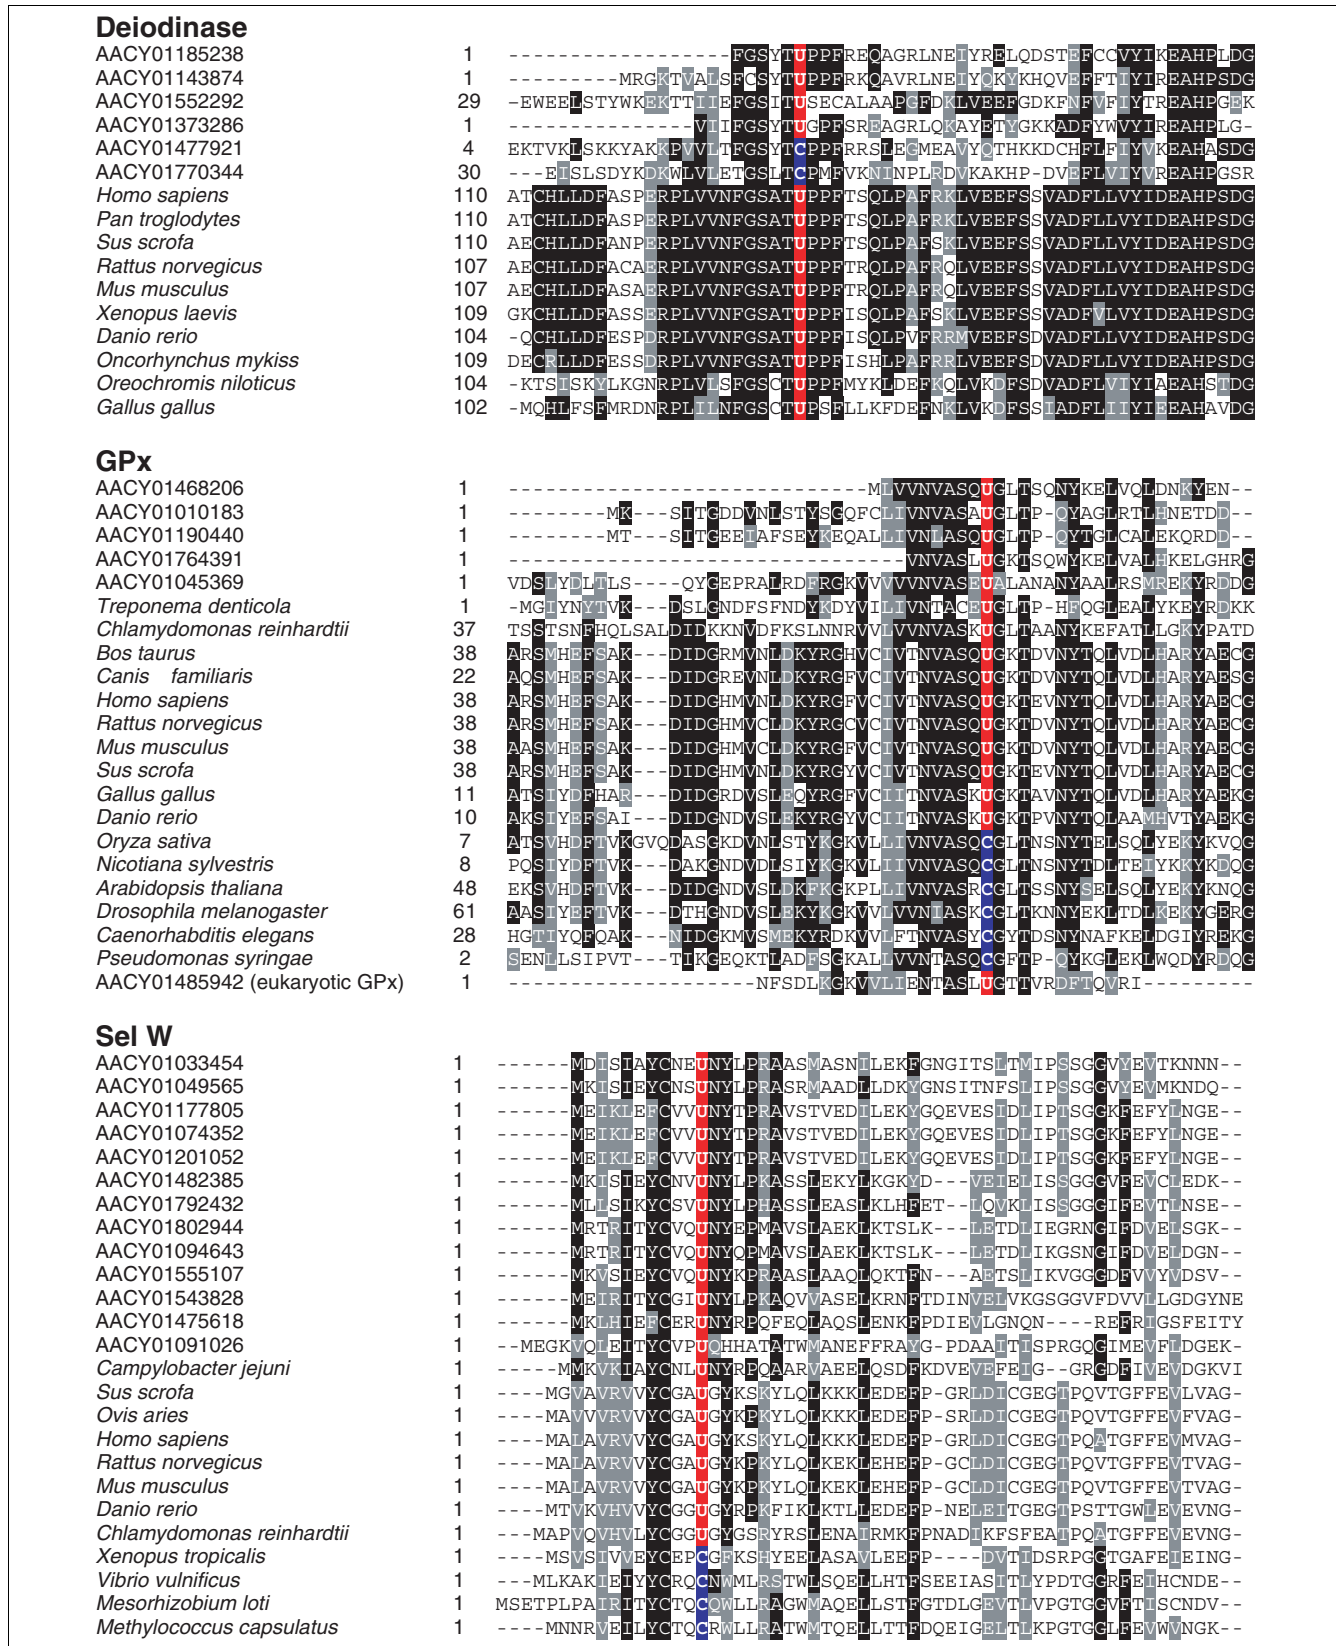 Deiodinase
AACY01185238 1 ------------------FGSYTUPPFREQAGRLNEIYRELQDSTEFCCVYIKEAHPLDG
AACY01143874 1 ---------MRGKTVALSFCSYTUPPFRKQAVRLNEIYQKYKHQVEFFTIYIREAHPSDG
AACY01552292 29 -EWEELSTYWKEKTTIIEFGSITUSECALAAPGFDKLVEEFGDKFNFVFIYTREAHPGEK
AACY01373286 1 ---------------VIIFGSYTUGPFSREAGRLQKAYETYGKKADFYWVYIREAHPLG-
AACY01477921 4 EKTVKLSKKYAKKPVVLTFGSYTCPPFRRSLEGMEAVYQTHKKDCHFLFIYVKEAHASDG
AACY01770344 30 ---EISLSDYKDKWLVLETGSLTCPMFVKNINPLRDVKAKHP-DVEFLVIYVREAHPGSR
Homo sapiens 110 ATCHLLDFASPERPLVVNFGSATUPPFTSQLPAFRKLVEEFSSVADFLLVYIDEAHPSDG
Pan troglodytes 110 ATCHLLDFASPERPLVVNFGSATUPPFTSQLPAFRKLVEEFSSVADFLLVYIDEAHPSDG
Sus scrofa 110 AECHLLDFANPERPLVVNFGSATUPPFTSQLPAFSKLVEEFSSVADFLLVYIDEAHPSDG
Rattus norvegicus 107 AECHLLDFACAERPLVVNFGSATUPPFTRQLPAFRQLVEEFSSVADFLLVYIDEAHPSDG
Mus musculus 107 AECHLLDFASAERPLVVNFGSATUPPFTRQLPAFRQLVEEFSSVADFLLVYIDEAHPSDG
Xenopus laevis 109 GKCHLLDFASSERPLVVNFGSATUPPFISQLPAFSKLVEEFSSVADFVLVYIDEAHPSDG
Danio rerio 104 -QCHLLDFESPDRPLVVNFGSATUPPFISQLPVFRRMVEEFSDVADFLLVYIDEAHPSDG
Oncorhynchus mykiss 109 DECRLLDFESSDRPLVVNFGSATUPPFISHLPAFRRLVEEFSDVADFLLVYIDEAHPSDG
Oreochromis niloticus 104 -KTSISKYLKGNRPLVLSFGSCTUPPFMYKLDEFKQLVKDFSDVADFLVIYIAEAHSTDG
Gallus gallus 102 -MQHLFSFMRDNRPLILNFGSCTUPSFLLKFDEFNKLVKDFSSIADFLIIYIEEAHAVDG
GPx
AACY01468206 1 -----------------------------MLVVNVASQUGLTSQNYKELVQLDNKYEN--
AACY01010183 1 --------MK---SITGDDVNLSTYSGQFCLIVNVASAUGLTP-QYAGLRTLHNETDD--
AACY01190440 1 --------MT---SITGEEIAFSEYKEQALLIVNLASQUGLTP-QYTGLCALEKQRDD--
AACY01764391 1 --------------------------------VNVASLUGKTSQWYKELVALHKELGHRG
AACY01045369 1 VDSLYDLTLS---QYGEPRALRDFRGKVVVVVNVASEUALANANYAALRSMREKYRDDG
Treponema denticola 1 -MGIYNYTVK---DSLGNDFSFNDYKDYVILIVNTACEUGLTP-HFQGLEALYKEYRDKK
Chlamydomonas reinhardtii 37 TSSTSNFHQLSALDIDKKNVDFKSLNNRVVLVVNVASKUGLTAANYKEFATLLGKYPATD
Bos taurus 38 ARSMHEFSAK---DIDGRMVNLDKYRGHVCIVTNVASQUGKTDVNYTQLVDLHARYAECG
Canis familiaris 22 AQSMHEFSAK---DIDGREVNLDKYRGFVCIVTNVASQUGKTDVNYTQLVDLHARYAESG
Homo sapiens 38 ARSMHEFSAK---DIDGHMVNLDKYRGFVCIVTNVASQUGKTEVNYTQLVDLHARYAECG
Rattus norvegicus 38 ARSMHEFSAK---DIDGHMVCLDKYRGCVCIVTNVASQUGKTDVNYTQLVDLHARYAECG
Mus musculus 38 AASMHEFSAK---DIDGHMVCLDKYRGFVCIVTNVASQUGKTDVNYTQLVDLHARYAECG
Sus scrofa 38 ARSMHEFSAK---DIDGHMVNLDKYRGYVCIVTNVASQUGKTEVNYTQLVDLHARYAECG
Gallus gallus 11 ATSIYDFHAR---DIDGRDVSLEQYRGFVCIITNVASKUGKTAVNYTQLVDLHARYAEKG
Danio rerio 10 AKSIYEFSAI---DIDGNDVSLEKYRGYVCIITNVASKUGKTPVNYTQLAAMHVTYAEKG
Oryza sativa 7 ATSVHDFTVKGVQDASGKDVNLSTYKGKVLLIVNVASQCGLTNSNYTELSQLYEKYKVQG
Nicotiana sylvestris 8 PQSIYDFTVK---DAKGNDVDLSIYKGKVLIIVNVASQCGLTNSNYTDLTEIYKKYKDQG
Arabidopsis thaliana 48 EKSVHDFTVK---DIDGNDVSLDKFKGKPLLIVNVASRCGLTSSNYSELSQLYEKYKNQG
Drosophila melanogaster 61 AASIYEFTVK---DTHGNDVSLEKYKGKVVLVVNIASKCGLTKNNYEKLTDLKEKYGERG
Caenorhabditis elegans 28 HGTIYQFQAK---NIDGKMVSMEKYRDKVVLFTNVASYCGYTDSNYNAFKELDGIYREKG
Pseudomonas syringae 2 SENLLSIPVT---TIKGEQKTLADFSGKALLVVNTASQCGFTP-QYKGLEKLWQDYRDQG
AACY01485942 (eukaryotic GPx) 1 --------------------NFSDLKGKVVLIENTASLUGTTVRDFTQVRI---------
Sel W
AACY01033454 1 ------MDISIAYCNEUNYLPRAASMASNILEKFGNGITSLTMIPSSGGVYEVTKNNN--
AACY01049565 1 ------MKISIEYCNSUNYLPRASRMAADLLDKYGNSITNFSLIPSSGGVYEVMKNDQ--
AACY01177805 1 ------MEIKLEFCVVUNYTPRAVSTVEDILEKYGQEVESIDLIPTSGGKFEFYLNGE--
AACY01074352 1 ------MEIKLEFCVVUNYTPRAVSTVEDILEKYGQEVESIDLIPTSGGKFEFYLNGE--
AACY01201052 1 ------MEIKLEFCVVUNYTPRAVSTVEDILEKYGQEVESIDLIPTSGGKFEFYLNGE--
AACY01482385 1 ------MKISIEYCNVUNYLPKASSLEKYLKGKYD---VEIELISSGGGVFEVCLEDK--
AACY01792432 1 ------MLLSIKYCSVUNYLPHASSLEASLKLHFET--LQVKLISSGGGIFEVTLNSE--
AACY01802944 1 ------MRTRITYCVQUNYEPMAVSLAEKLKTSLK---LETDLIEGRNGIFDVELSGK--
AACY01094643 1 ------MRTRITYCVQUNYQPMAVSLAEKLKTSLK---LETDLIKGSNGIFDVELDGN--
AACY01555107 1 ------MKVSIEYCVQUNYKPRAASLAAQLQKTFN---AETSLIKVGGGDFVVYVDSV--
AACY01543828 1 ------MEIRITYCGIUNYLPKAQVVASELKRNFTDINVELVKGSGGVFDVVLLGDGYNE
AACY01475618 1 ------MKLHIEFCERUNYRPQFEQLAQSLENKFPDIEVLGNQN----REFRIGSFEITY
AACY01091026 1 --MEGKVQLEITYCVPUQHHATATWMANEFFRAYG-PDAAITISPRGQGIMEVFLDGEK-
Campylobacter jejuni 1 -----MMKVKIAYCNLUNYRPQAARVAEELQSDFKDVEVEFEIG--GRGDFIVEVDGKVI
Sus scrofa 1 ----MGVAVRVVYCGAUGYKSKYLQLKKKLEDEFP-GRLDICGEGTPQVTGFFEVLVAG-
Ovis aries 1 ----MAVVVRVVYCGAUGYKPKYLQLKKKLEDEFP-SRLDICGEGTPQVTGFFEVFVAG-
Homo sapiens 1 ----MALAVRVVYCGAUGYKSKYLQLKKKLEDEFP-GRLDICGEGTPQATGFFEVMVAG-
Rattus norvegicus 1 ----MALAVRVVYCGAUGYKPKYLQLKEKLEHEFP-GCLDICGEGTPQVTGFFEVTVAG-
Mus musculus 1 ----MALAVRVVYCGAUGYKPKYLQLKEKLEHEFP-GCLDICGEGTPQVTGFFEVTVAG-
Danio rerio 1 ----MTVKVHVVYCGGUGYRPKFIKLKTLLEDEFP-NELEITGEGTPSTTGWLEVEVNG-
Chlamydomonas reinhardtii 1 ---MAPVQVHVLYCGGUGYGSRYRSLENAIRMKFPNADIKFSFEATPQATGFFEVEVNG-
Xenopus tropicalis 1 ----MSVSIVVEYCEPCGFKSHYEELASAVLEEFP----DVTIDSRPGGTGAFEIEING-
Vibrio vulnificus 1 ---MLKAKIEIYYCRQCNWMLRSTWLSQELLHTFSEEIASITLYPDTGGRFEIHCNDE--
Mesorhizobium loti 1 MSETPLPAIRITYCTQCQWLLRAGWMAQELLSTFGTDLGEVTLVPGTGGVFTISCNDV--
Methylococcus capsulatus 1 ----MNNRVEILYCTQCRWLLRATWMTQELLTTFDQEIGELTLKPGTGGLFEVWVNGK--